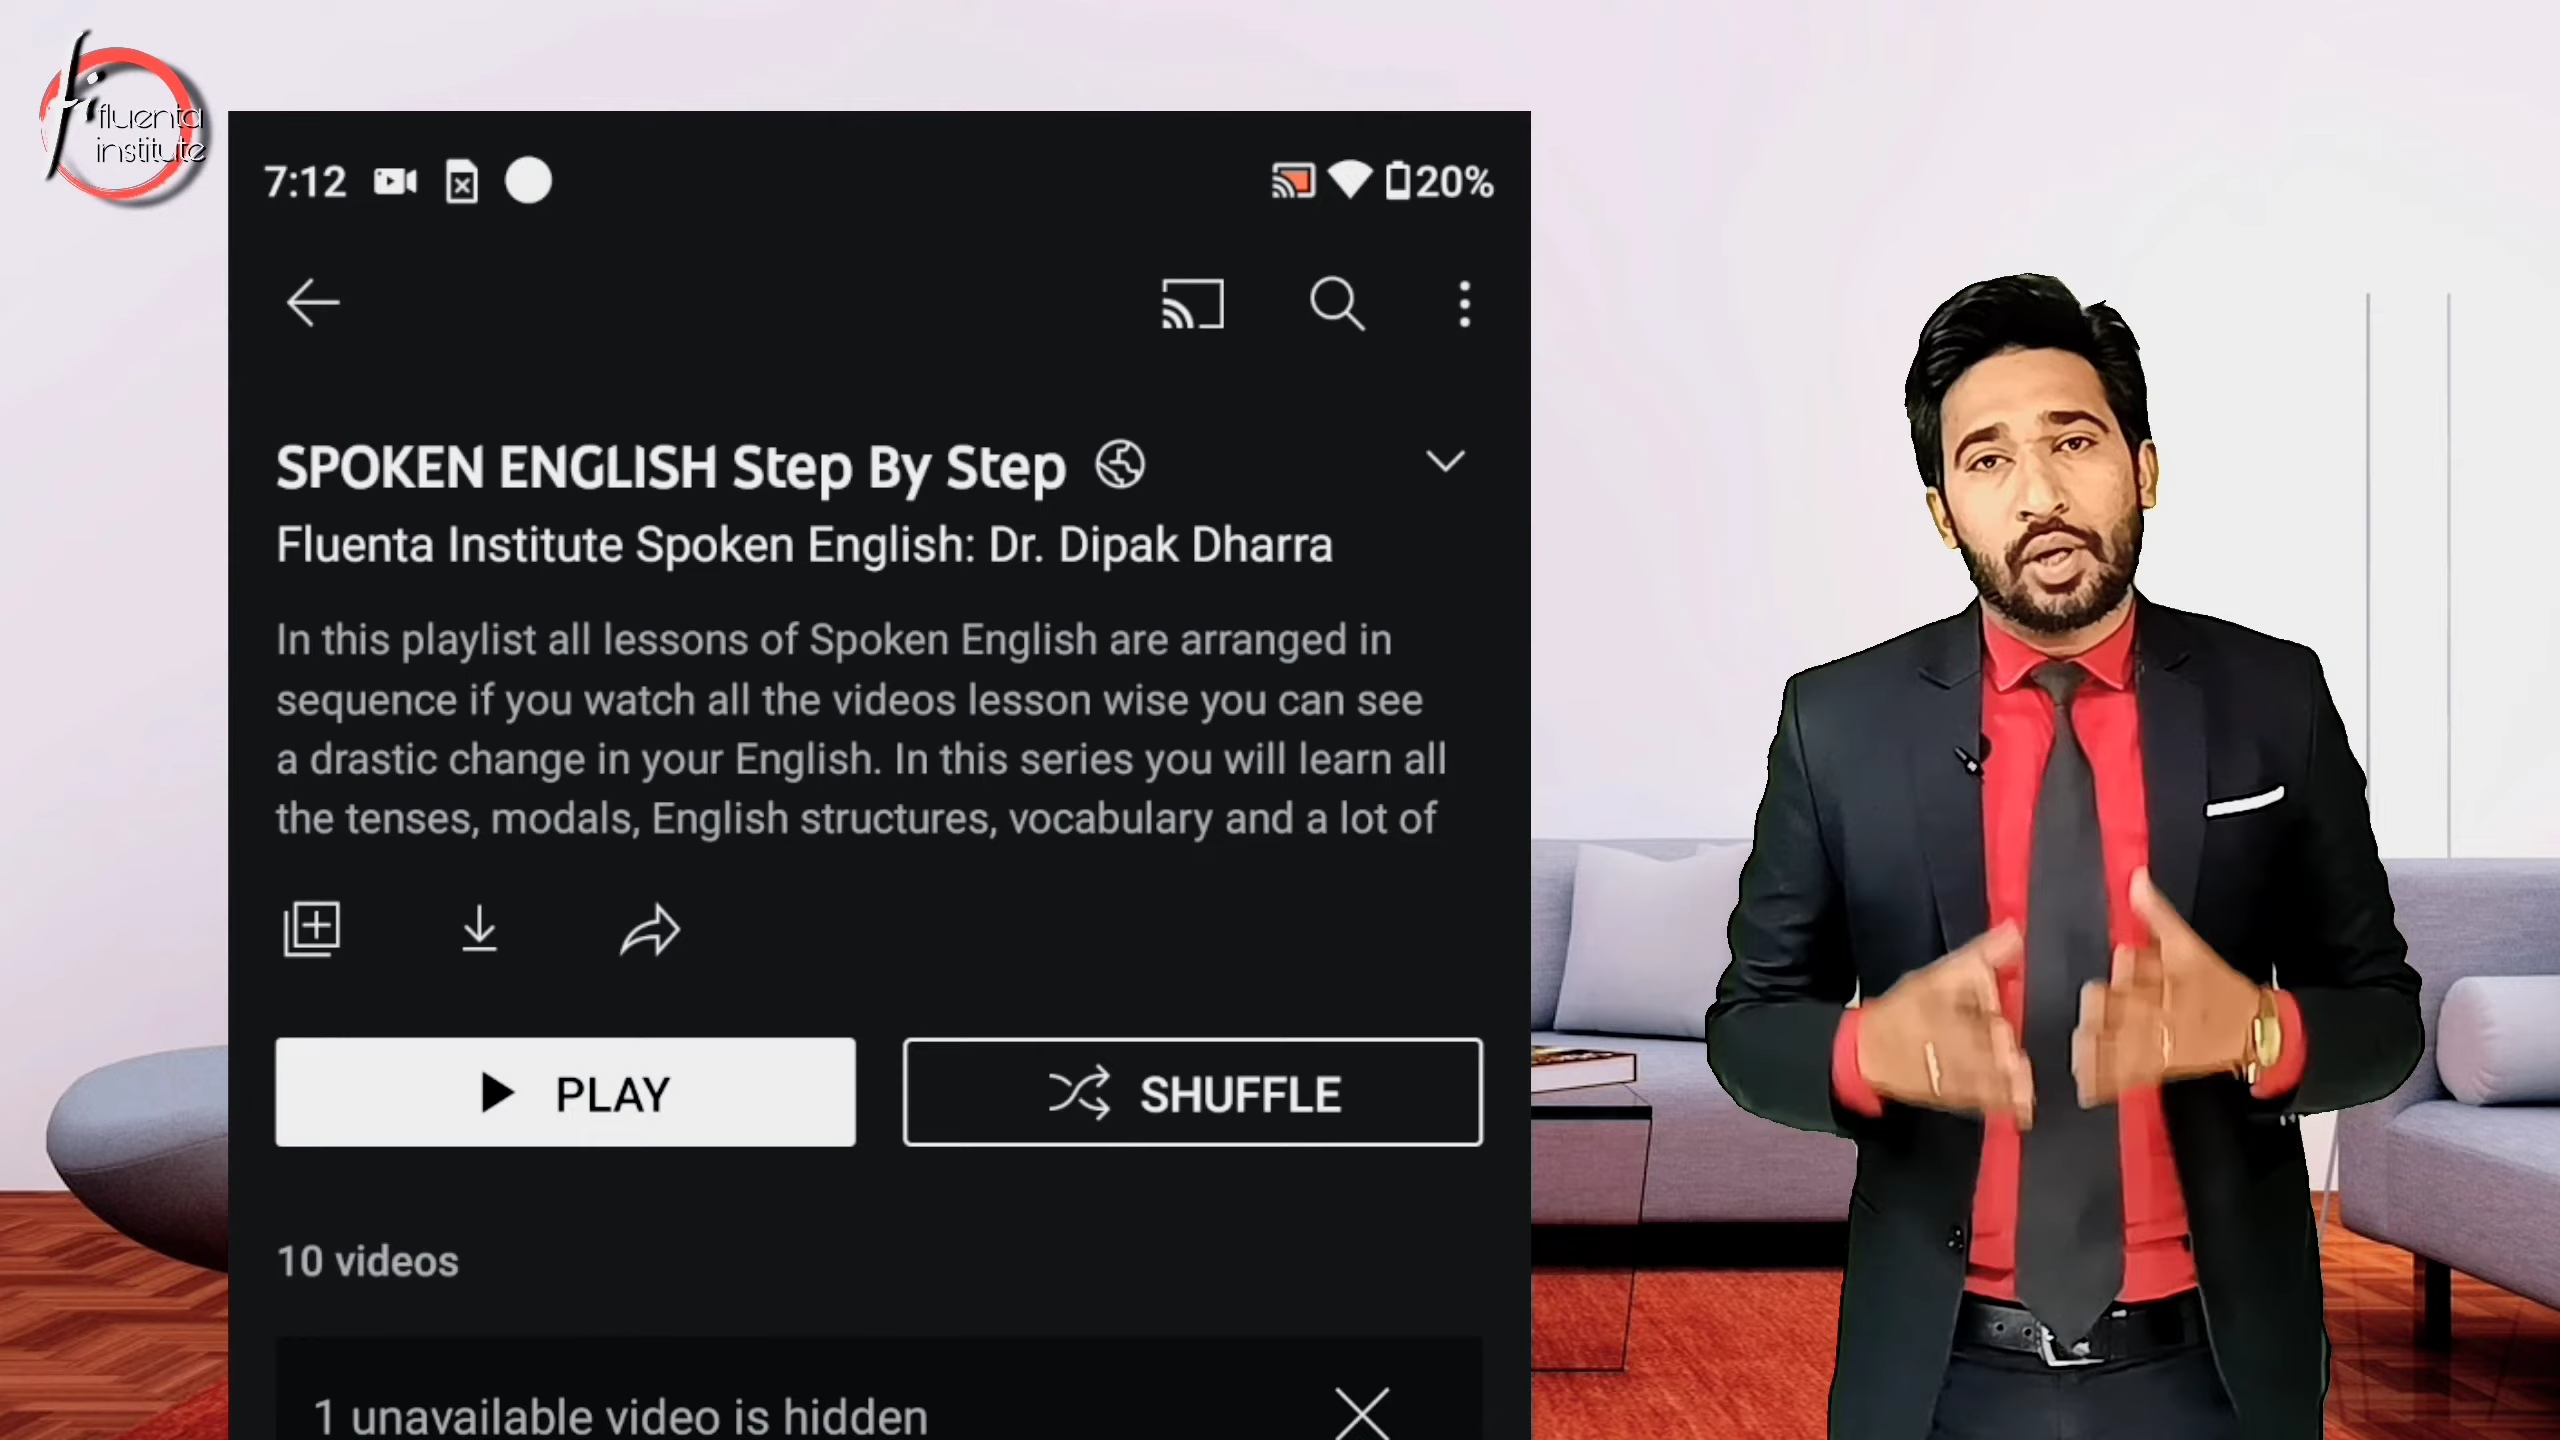 fluenta
institute
7:12
20%
SPOKEN ENGLISH Step By Step
Fluenta Institute Spoken English: Dr. Dipak Dharra
In this playlist all lessons of Spoken English are arranged in
sequence if you watch all the videos lesson wise you can see
a drastic change in your English. In this series you will learn all
the tenses, modals, English structures, vocabulary and a lot of
PLAY
SHUFFLE
10 videos
1 unavailable video is hidden